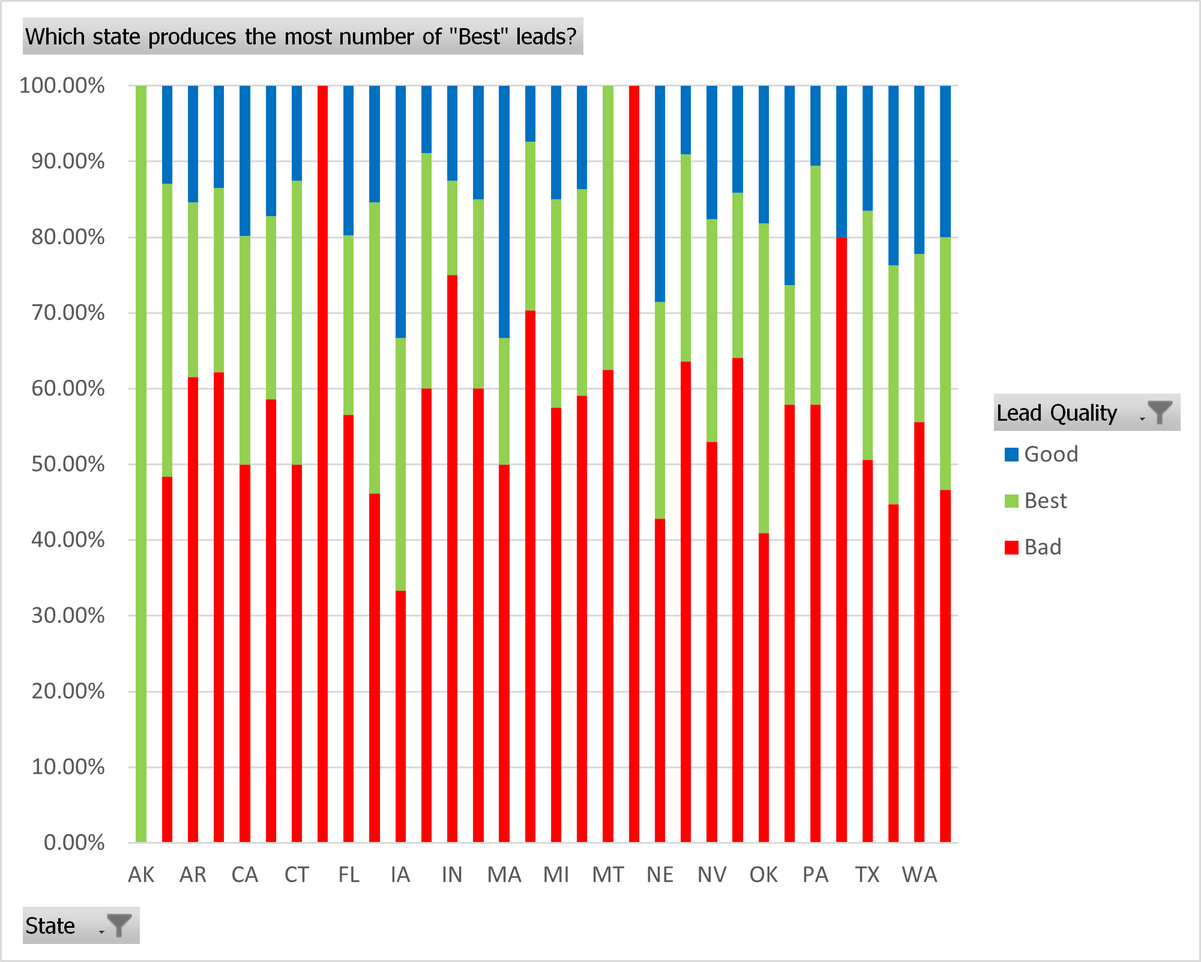 Which state produces the most number of "Best" leads?
100.00%
90.00%
80.00%
70.00%
60.00%
50.00%
40.00%
30.00%
20.00%
10.00%
0.00%
AK AR CA CT FL IA IN MA MI MT NE NV OK PA TX WA
Lead Quality
Good
Best
Bad
State